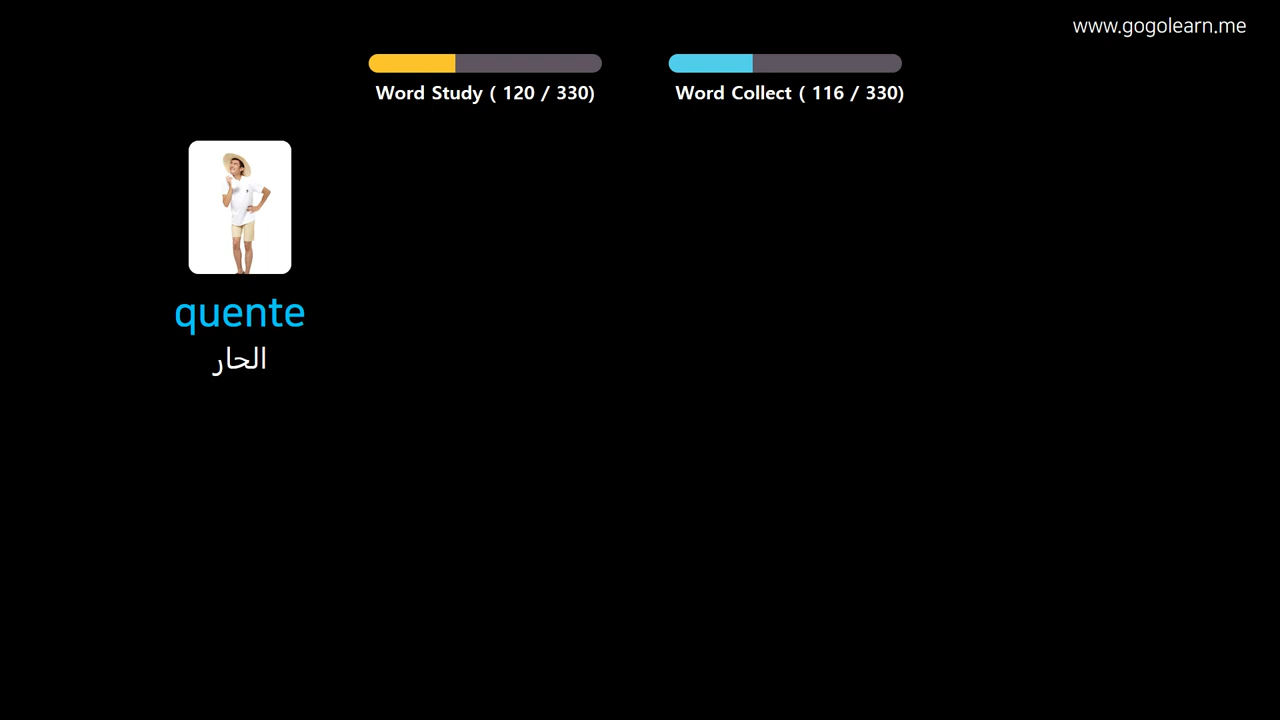 www.gogolearn.me
Word Study ( 120 / 330)
Word Collect ( 116 / 330)
quente
الحار